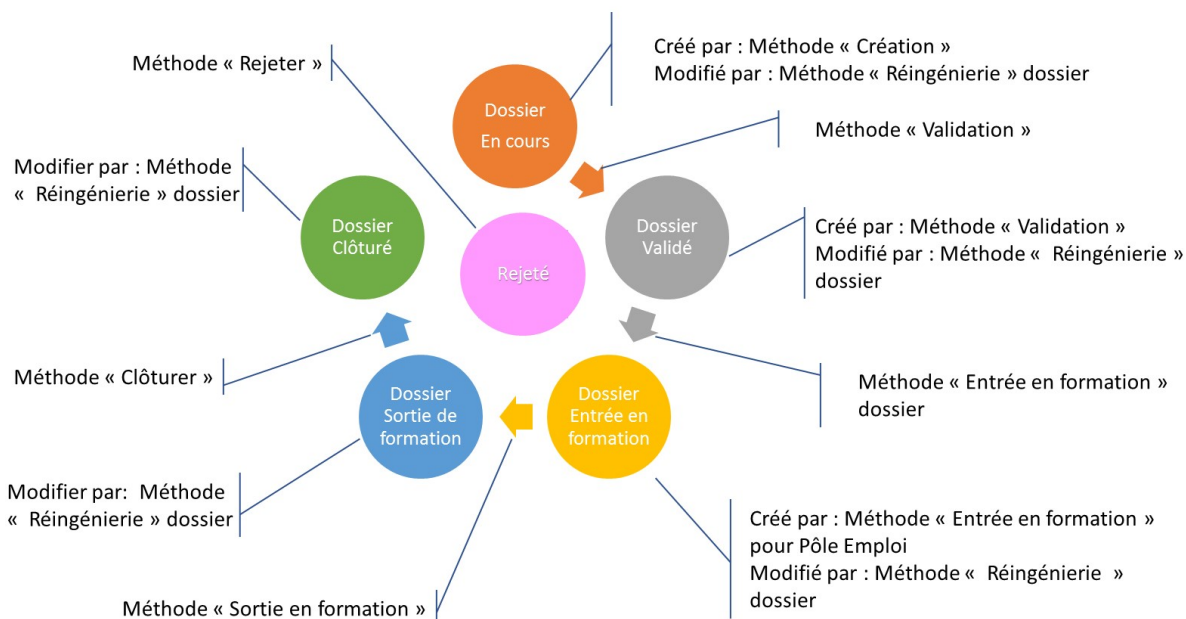 Méthode « Rejeter »
Créé par : Méthode « Création »
Modifié par : Méthode « Réingénierie » dossier
Dossier
En cours
Méthode « Validation »
Modifier par : Méthode
« Réingénierie » dossier
Dossier
Clôturé
Rejeté
Dossier
Validé
Créé par : Méthode « Validation »
Modifié par : Méthode « Réingénierie »
dossier
Méthode « Clôturer »
Dossier
Sortie de
formation
Dossier
Entrée en
formation
Méthode « Entrée en formation »
dossier
Modifier par: Méthode
« Réingénierie » dossier
Créé par : Méthode « Entrée en formation »
pour Pôle Emploi
Modifié par : Méthode « Réingénierie »
dossier
Méthode « Sortie en formation »